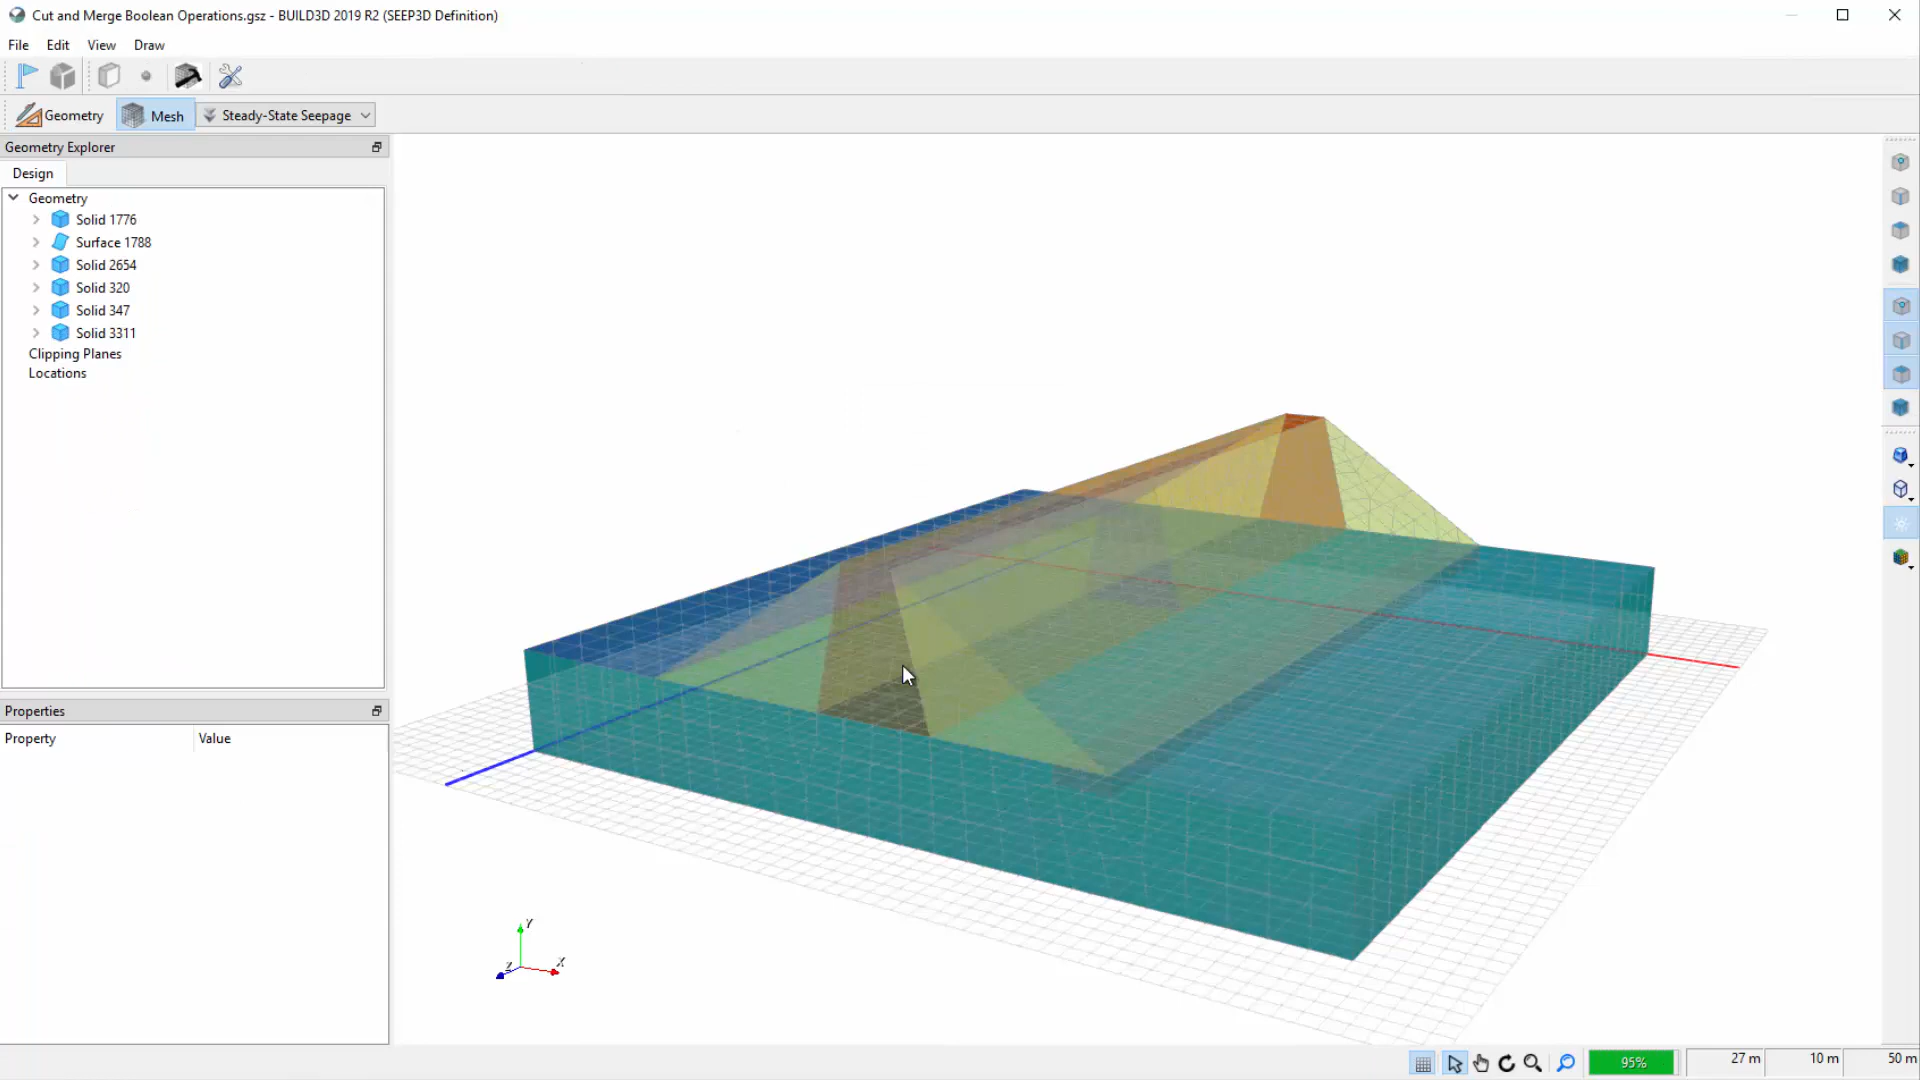 Cut and Merge Boolean Operations.gsz - BUILD3D 2019 R2 (SEEP3D Definition)
File Edit View Draw
Geometry Mesh Steady-State Seepage
Geometry Explorer
Design
Geometry
Solid 1776
Surface 1788
Solid 2654
Solid 320
Solid 347
Solid 3311
Clipping Planes
Locations
Properties
Property Value
Y
Z X
95% 27 m 10 m 50 m